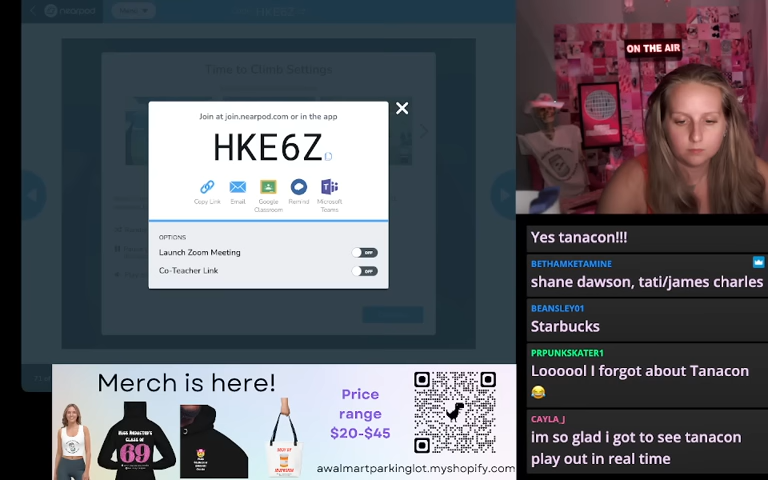 nearpod
HKE6Z
Time to Climb Settings
Join at join.nearpod.com or in the app
HKE6Z
Copy Link
Email
Google Classroom
Remind
Microsoft Teams
OPTIONS
Launch Zoom Meeting
OFF
Co-Teacher Link
OFF
ON THE AIR
Yes tanacon!!!
BETHAMKETAMINE
shane dawson, tati/james charles
BEANSLEY01
Starbucks
PRPUNKSKATER1
Loooool I forgot about Tanacon
😂
CAYLA_J
im so glad i got to see tanacon
play out in real time
Merch is here!
CLASS OF
69
Price
range
$20-$45
awalmartparkinglot.myshopify.com